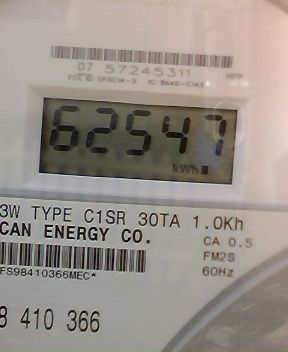 07 57245311
62547
kWh
3W TYPE C1SR 30TA 1.0Kh
CAN ENERGY CO. CA 0.5
FM2S
60Hz
FS98410366MEC*
8 410 366